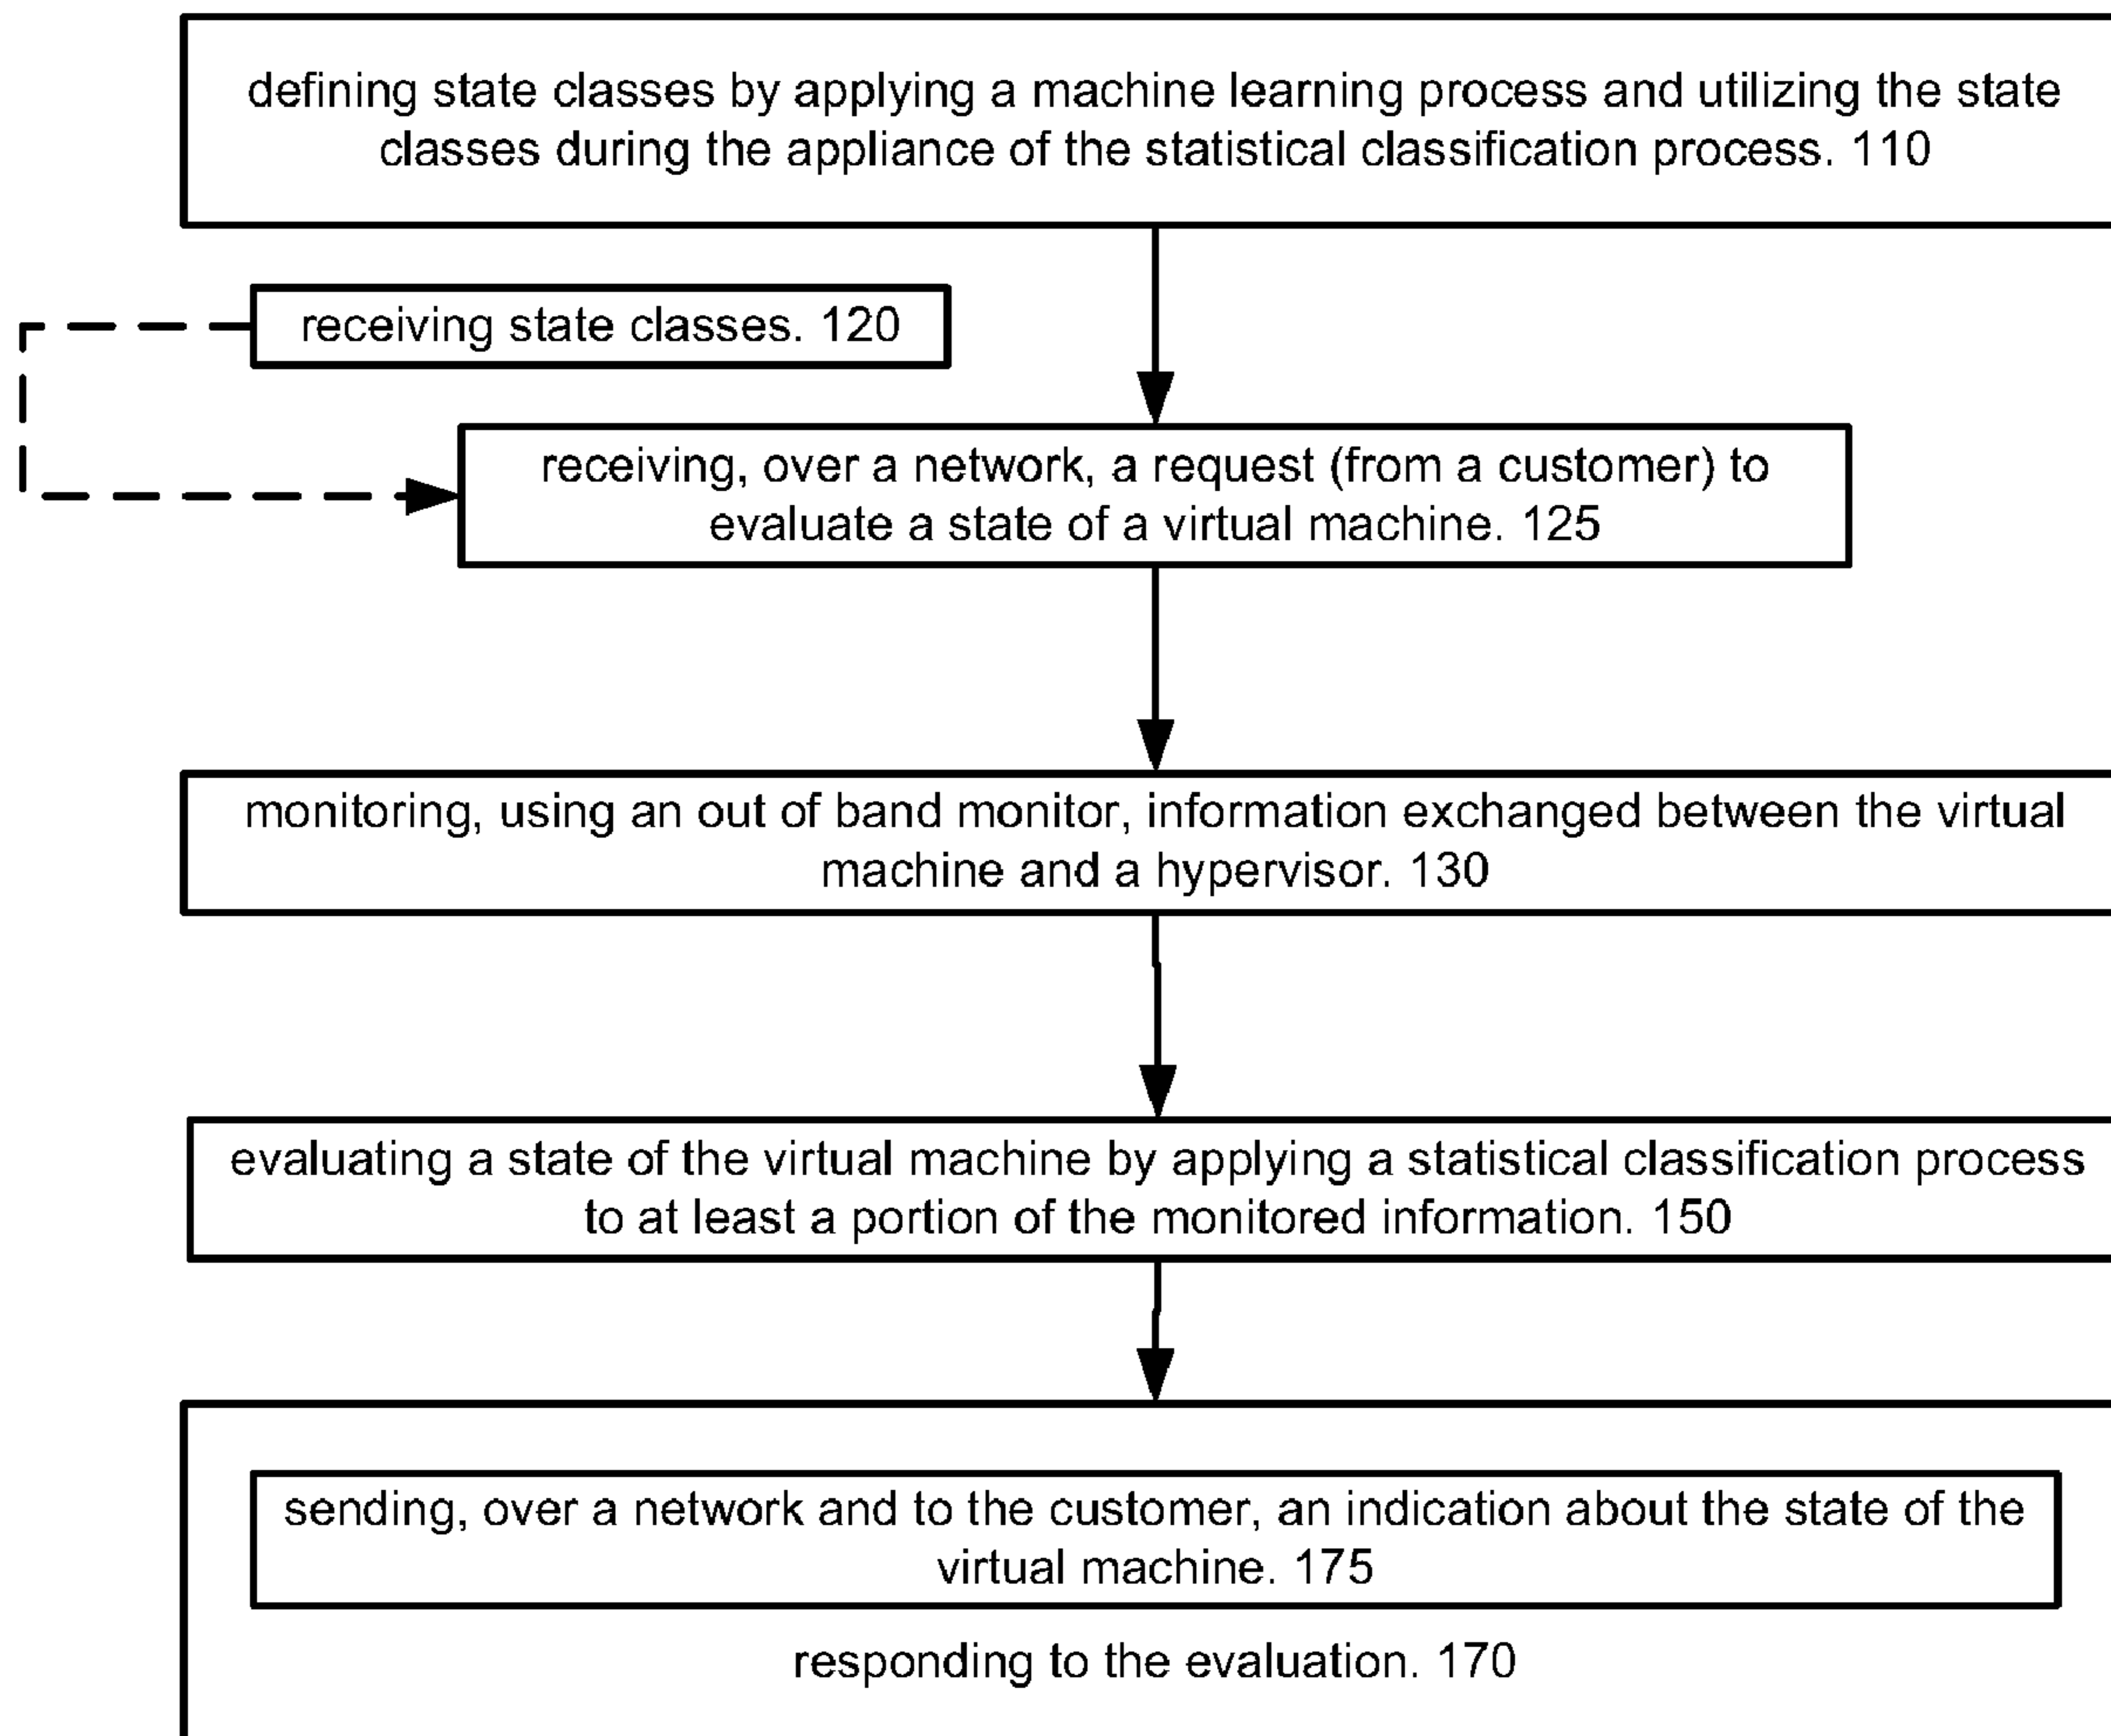 defining state classes by applying a machine learning process and utilizing the state
classes during the appliance of the statistical classification process. 110
receiving state classes. 120
receiving, over a network, a request (from a customer) to
evaluate a state of a virtual machine. 125
monitoring, using an out of band monitor, information exchanged between the virtual
machine and a hypervisor. 130
evaluating a state of the virtual machine by applying a statistical classification process
to at least a portion of the monitored information. 150
sending, over a network and to the customer, an indication about the state of the
virtual machine. 175
responding to the evaluation. 170